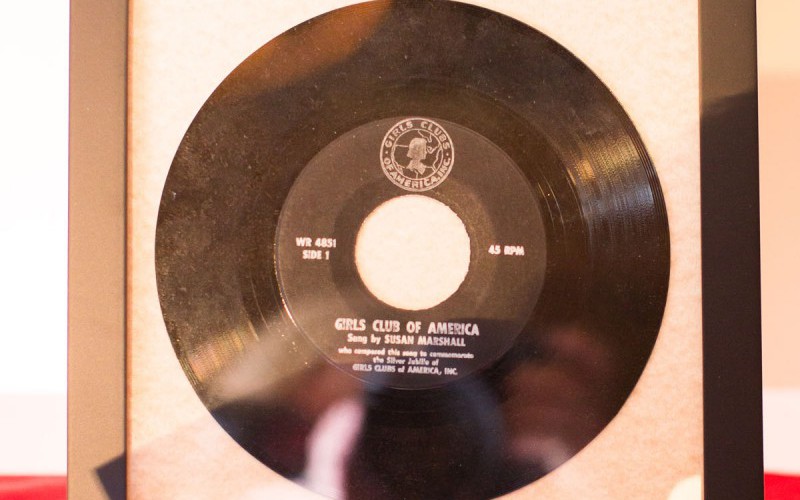 GIRLS CLUBS
OF AMERICA, INC.
WR 4851
SIDE 1
45 RPM
GIRLS CLUB OF AMERICA
Sung by SUSAN MARSHALL
who composed this song to commemorate
the Silver Jubilee of
GIRLS CLUBS of AMERICA, INC.